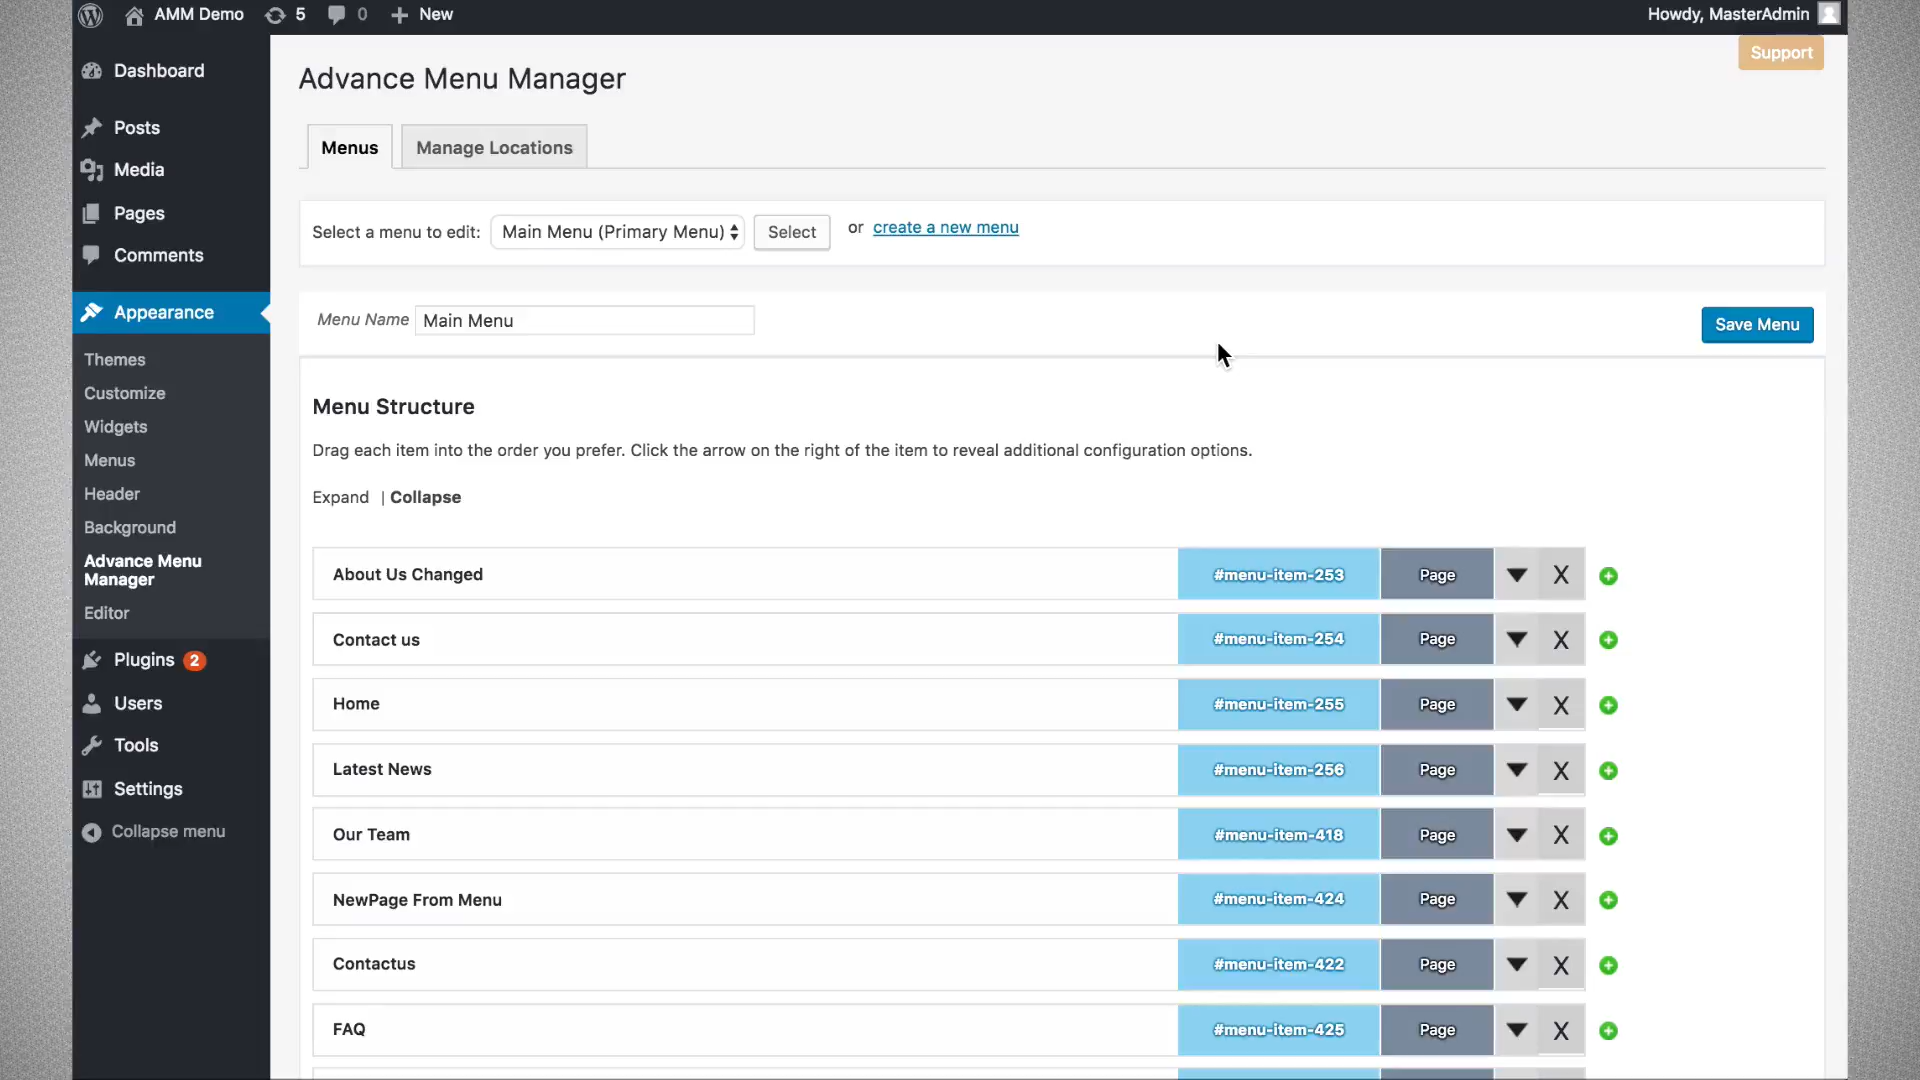 AMM Demo 5 0 New Howdy, MasterAdmin
Support
Dashboard
Posts
Media
Pages
Comments
Appearance
Themes
Customize
Widgets
Menus
Header
Background
Advance Menu
Manager
Editor
Plugins 2
Users
Tools
Settings
Collapse menu
Advance Menu Manager
Menus Manage Locations
Select a menu to edit: Main Menu (Primary Menu) Select or create a new menu
Menu Name Main Menu Save Menu
Menu Structure
Drag each item into the order you prefer. Click the arrow on the right of the item to reveal additional configuration options.
Expand | Collapse
About Us Changed #menu-item-253 Page X
Contact us #menu-item-254 Page X
Home #menu-item-255 Page X
Latest News #menu-item-256 Page X
Our Team #menu-item-418 Page X
NewPage From Menu #menu-item-424 Page X
Contactus #menu-item-422 Page X
FAQ #menu-item-425 Page X